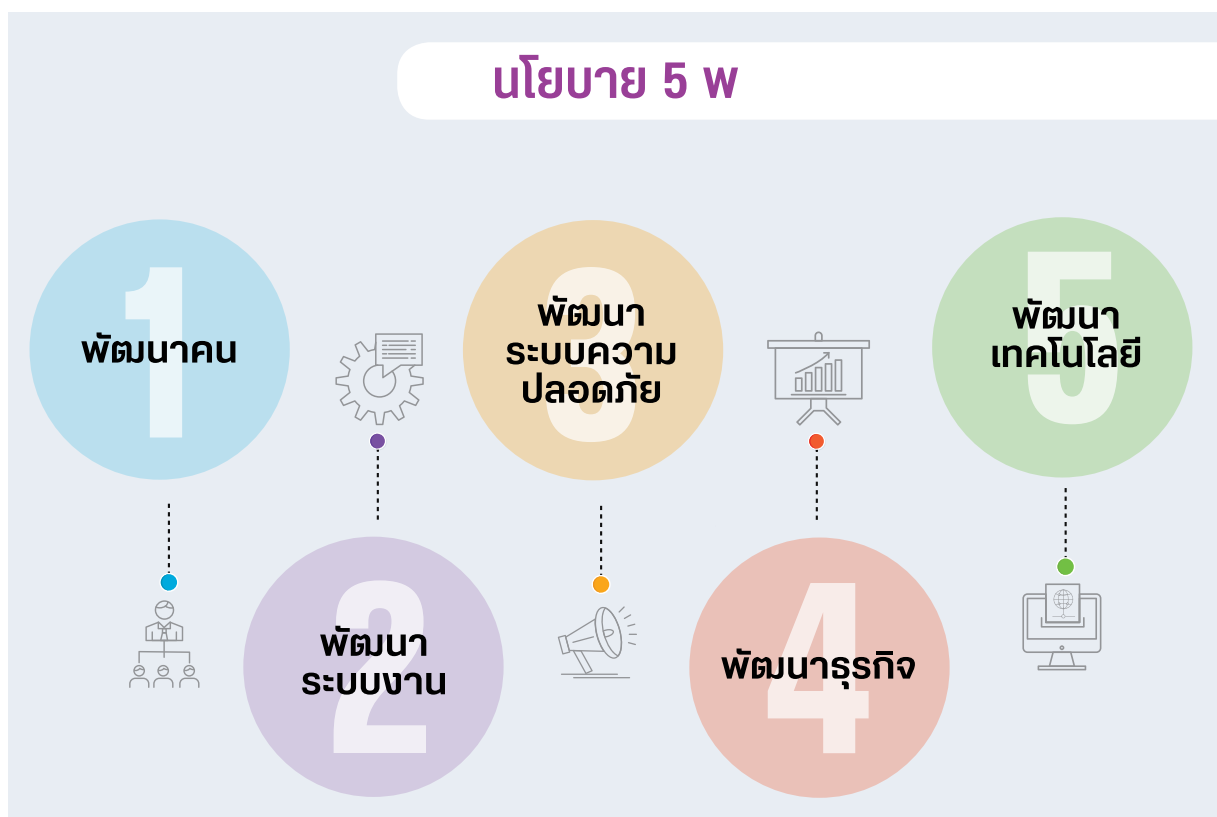 นโยบาย 5 พ
1
พัฒนาคน
2
พัฒนา
ระบบงาน
3
พัฒนา
ระบบความ
ปลอดภัย
4
พัฒนาธุรกิจ
5
พัฒนา
เทคโนโลยี